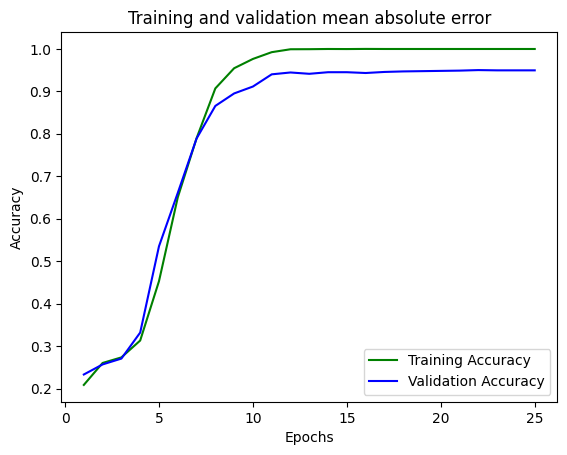 Training and validation mean absolute error
1.0
0.9
0.8
0.7
0.6
0.5
0.4
0.3
0.2
Accuracy
Training Accuracy
Validation Accuracy
0 5 10 15 20 25
Epochs